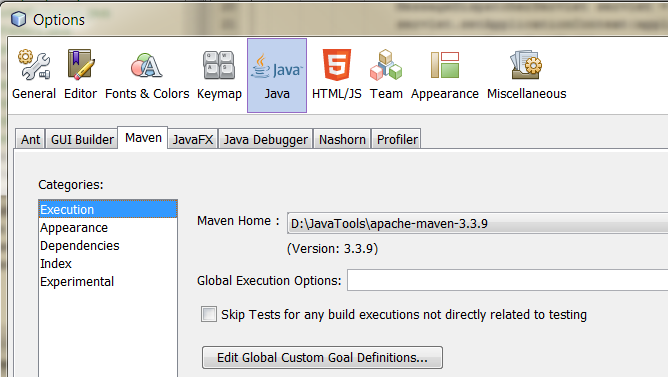 Options
General Editor Fonts & Colors Keymap Java HTML/JS Team Appearance Miscellaneous
Ant GUI Builder Maven JavaFX Java Debugger Nashorn Profiler
Categories:
Execution
Appearance
Dependencies
Index
Experimental
Maven Home :
D:\JavaTools\apache-maven-3.3.9
(Version: 3.3.9)
Global Execution Options:
Skip Tests for any build executions not directly related to testing
Edit Global Custom Goal Definitions...